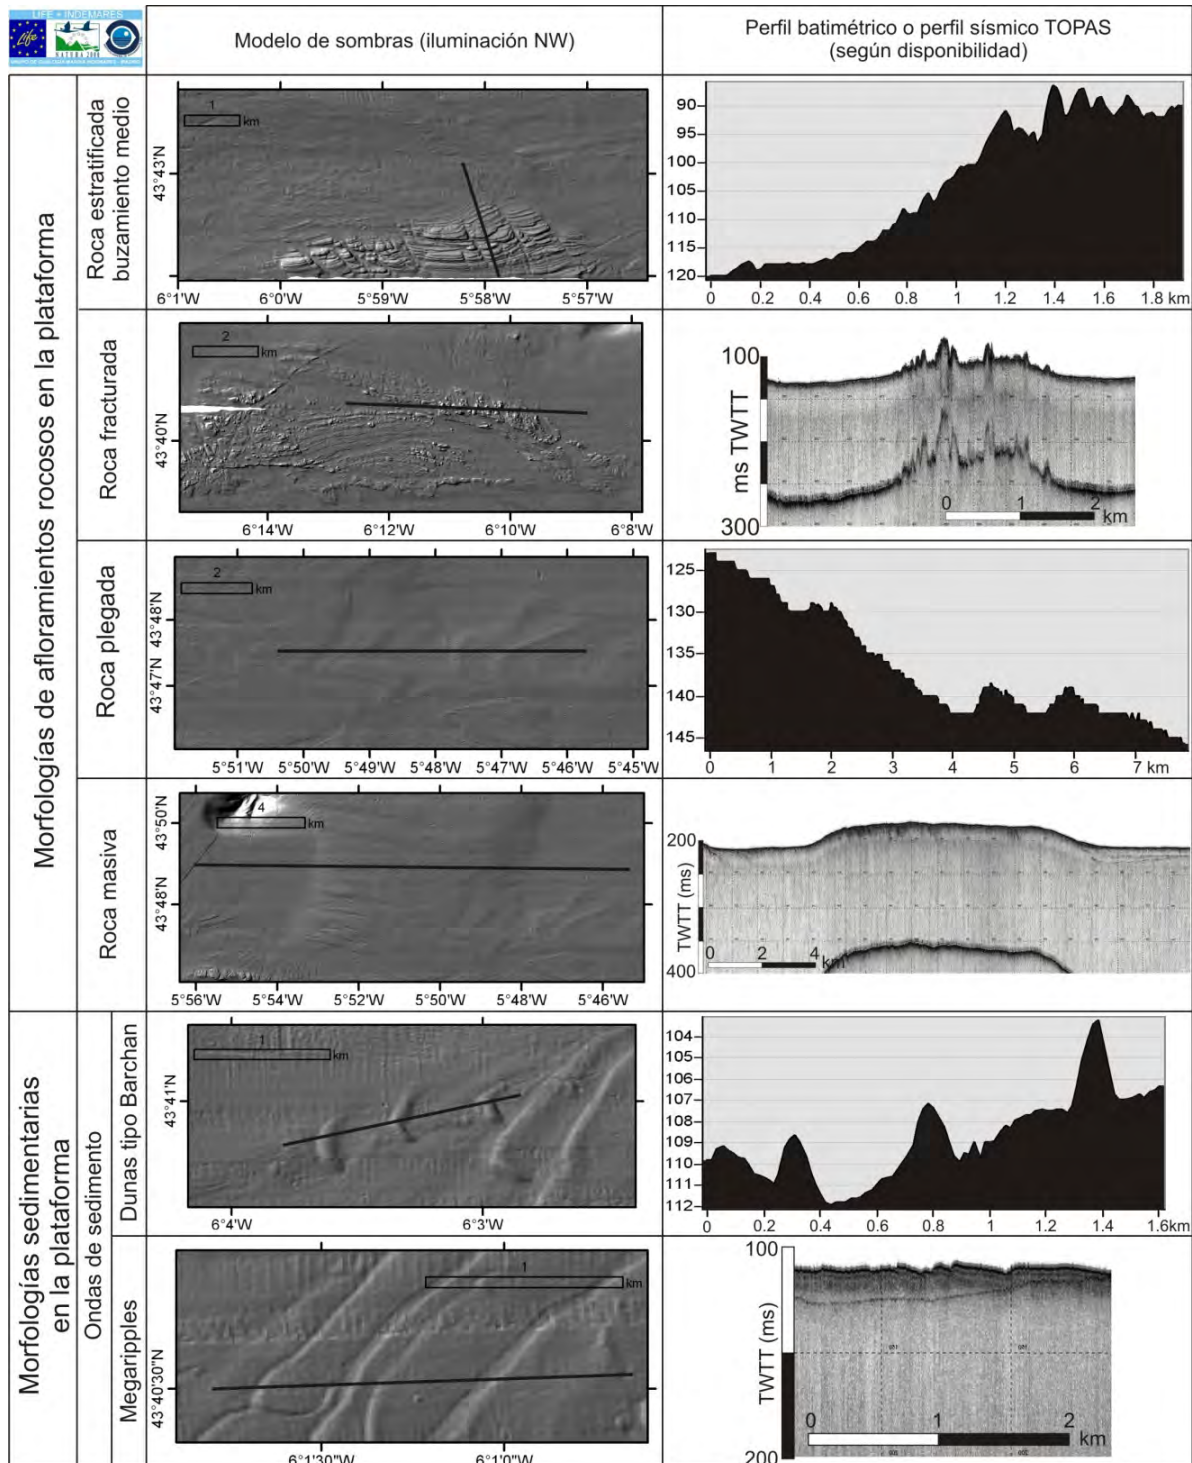 LIFE + INDEMARES
Life
NATURA 2000
Modelo de sombras (iluminación NW)
Perfil batimétrico o perfil sísmico TOPAS
(según disponibilidad)
Morfologías de afloramientos rocosos en la plataforma
Roca estratificada
buzamiento medio
1
km
43°43'N
6°1'W 6°0'W 5°59'W 5°58'W 5°57'W
90
95
100
105
110
115
120
0 0.2 0.4 0.6 0.8 1 1.2 1.4 1.6 1.8 km
Roca fracturada
2
km
43°40'N
6°14'W 6°12'W 6°10'W 6°8'W
100
ms TWTT
300
0 1 2
km
Roca plegada
2
km
43°48'N
43°47'N
5°51'W 5°50'W 5°49'W 5°48'W 5°47'W 5°46'W 5°45'W
125
130
135
140
145
0 1 2 3 4 5 6 7 km
Roca masiva
4
km
43°50'N
43°48'N
5°56'W 5°54'W 5°52'W 5°50'W 5°48'W 5°46'W
200
TWTT (ms)
400
0 2 4
km
Morfologías sedimentarias
en la plataforma
Ondas de sedimento
Dunas tipo Barchan
1
km
43°41'N
6°4'W 6°3'W
104
105
106
107
108
109
110
111
112
0 0.2 0.4 0.6 0.8 1 1.2 1.4 1.6km
Megaripples
1
km
43°40'30"N
6°1'30"W 6°1'0"W
100
TWTT (ms)
200
0 1 2
km